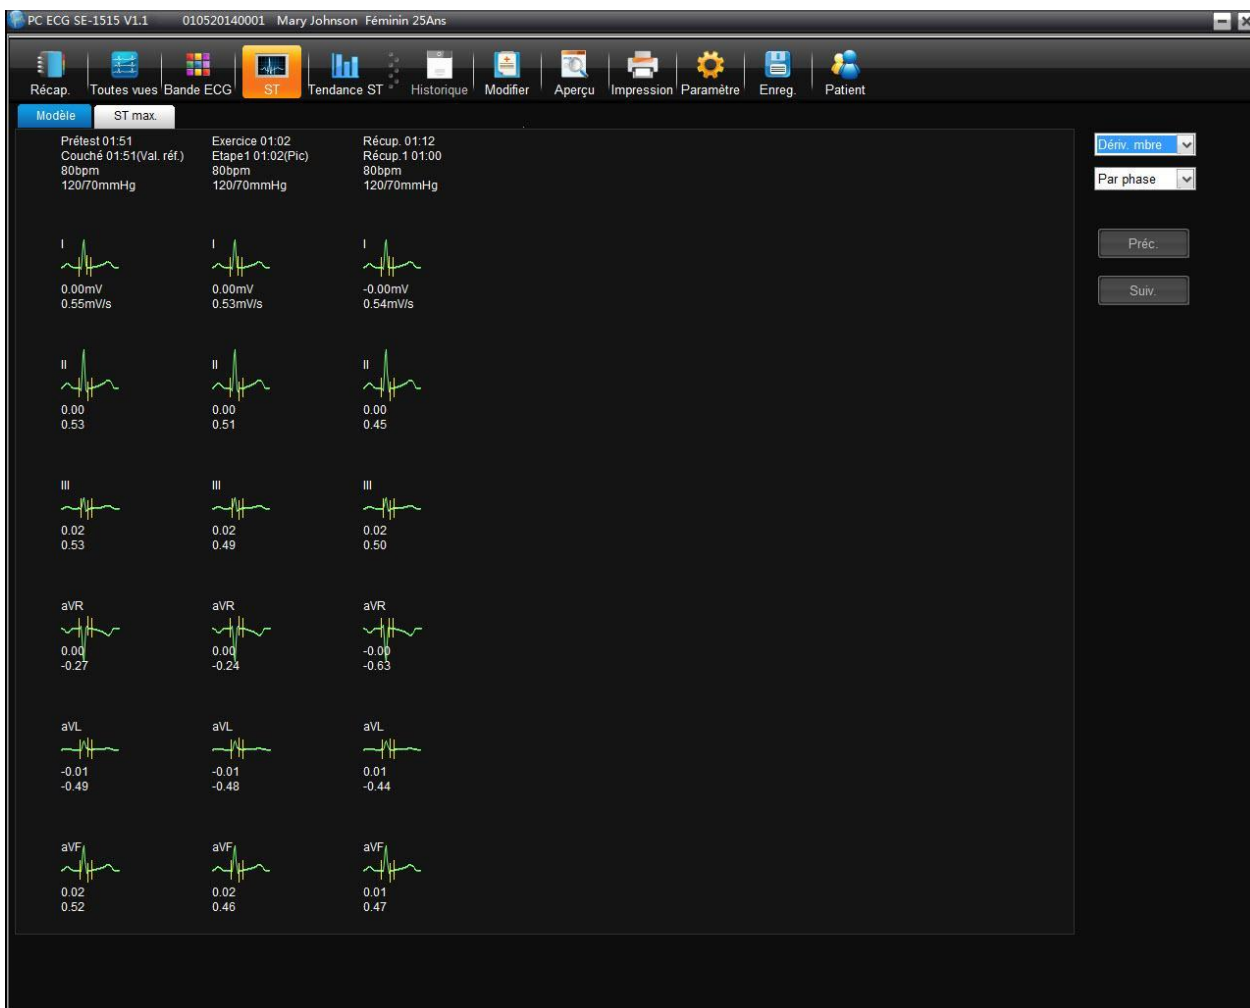 PC ECG SE-1515 V1.1 010520140001 Mary Johnson Féminin 25Ans
Récap. Toutes vues Bande ECG ST Tendance ST Historique Modifier Aperçu Impression Paramètre Enreg. Patient
Modèle ST max.
Prétest 01:51 Exercice 01:02 Récup. 01:12
Couché 01:51(Val. réf.) Etape1 01:02(Pic) Récup.1 01:00
80bpm 80bpm 80bpm
120/70mmHg 120/70mmHg 120/70mmHg
Dériv. mbre
Par phase
Préc.
Suiv.
I I I
0.00mV 0.00mV -0.00mV
0.55mV/s 0.53mV/s 0.54mV/s
II II II
0.00 0.00 0.00
0.53 0.51 0.45
III III III
0.02 0.02 0.02
0.53 0.49 0.50
aVR aVR aVR
0.00 0.00 -0.00
-0.27 -0.24 -0.63
aVL aVL aVL
-0.01 -0.01 0.01
-0.49 -0.48 -0.44
aVF aVF aVF
0.02 0.02 0.01
0.52 0.46 0.47